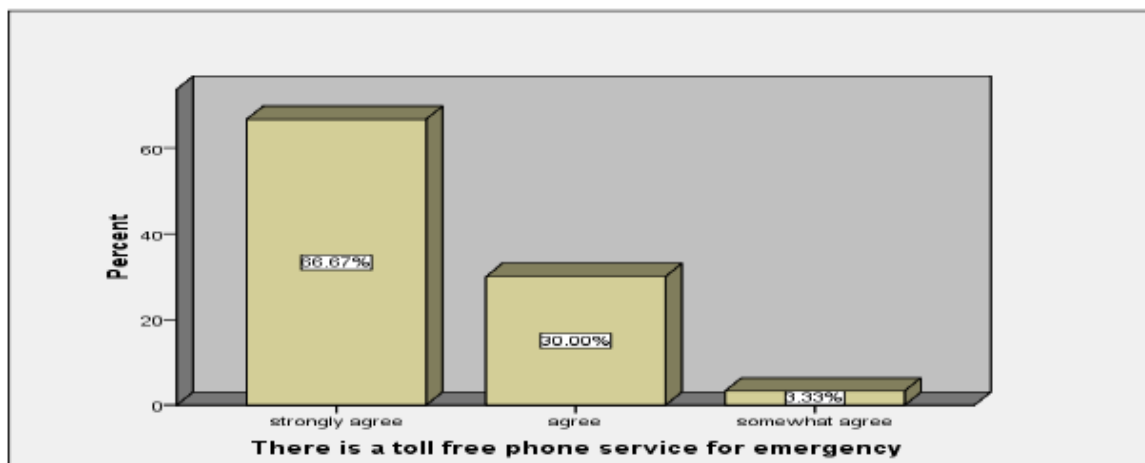 60
40
20
0
Percent
66.67%
30.00%
3.33%
strongly agree
agree
somewhat agree
There is a toll free phone service for emergency